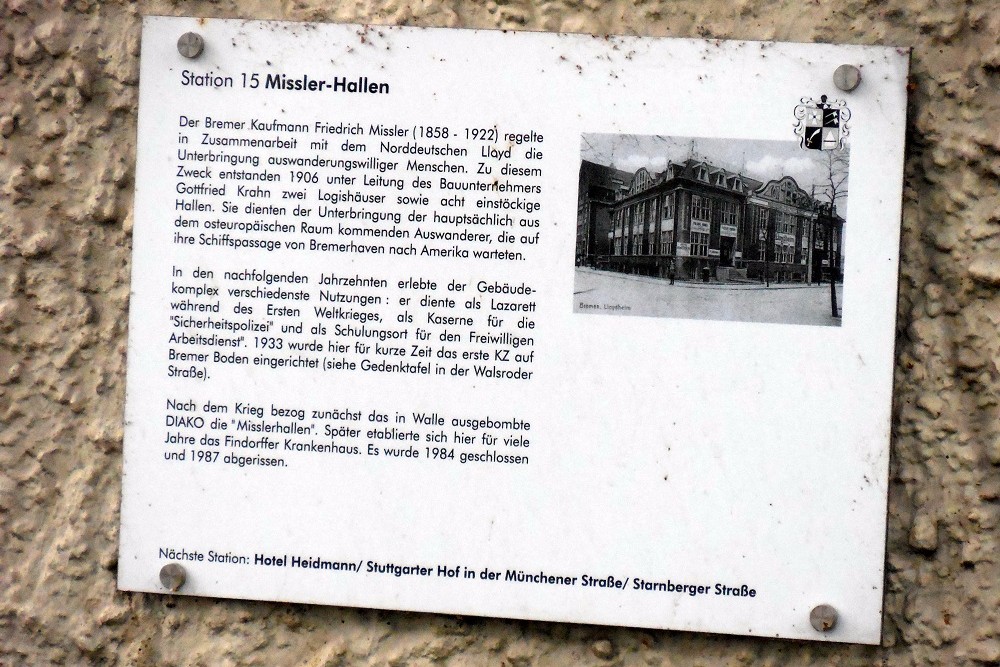 Station 15 Missler-Hallen
Der Bremer Kaufmann Friedrich Missler (1858 - 1922) regelte
in Zusammenarbeit mit dem Norddeutschen Lloyd die
Unterbringung auswanderungswilliger Menschen. Zu diesem
Zweck entstanden 1906 unter Leitung des Bauunternehmers
Gottfried Krahn zwei Logishäuser sowie acht einstöckige
Hallen. Sie dienten der Unterbringung der hauptsächlich aus
dem osteuropäischen Raum kommenden Auswanderer, die auf
ihre Schiffspassage von Bremerhaven nach Amerika warteten.
In den nachfolgenden Jahrzehnten erlebte der Gebäude-
komplex verschiedenste Nutzungen : er diente als Lazarett
während des Ersten Weltkrieges, als Kaserne für die
"Sicherheitspolizei" und als Schulungsort für den Freiwilligen
Arbeitsdienst". 1933 wurde hier für kurze Zeit das erste KZ auf
Bremer Boden eingerichtet (siehe Gedenktafel in der Walsroder
Straße).
Nach dem Krieg bezog zunächst das in Walle ausgebombte
DIAKO die "Misslerhallen". Später etablierte sich hier für viele
Jahre das Findorffer Krankenhaus. Es wurde 1984 geschlossen
und 1987 abgerissen.
Bremen. Lloydheim
Nächste Station: Hotel Heidmann/ Stuttgarter Hof in der Münchener Straße/ Starnberger Straße